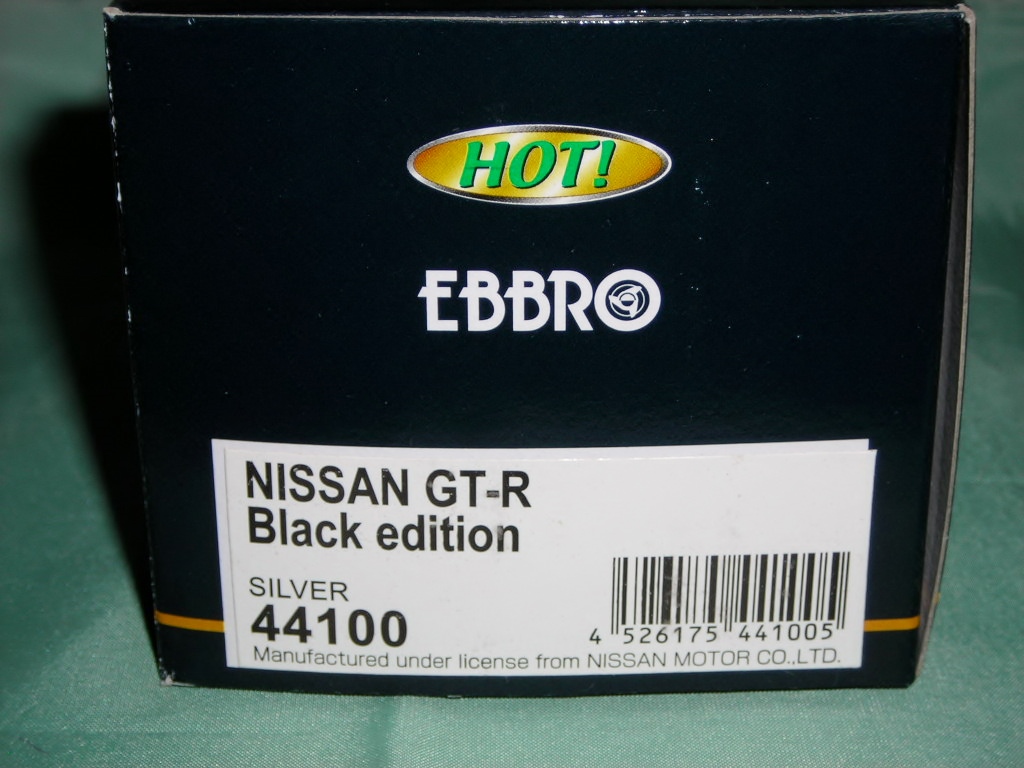 HOT!
EBBRO
NISSAN GT-R
Black edition
SILVER
44100
4 526175 441005
Manufactured under license from NISSAN MOTOR CO.,LTD.